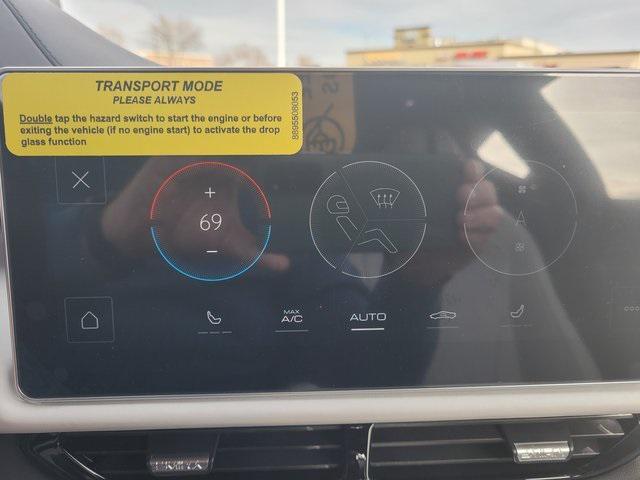 TRANSPORT MODE
PLEASE ALWAYS
Double tap the hazard switch to start the engine or before
exiting the vehicle (if no engine start) to activate the drop
glass function
8895508053
+
69
−
A
MAX
A/C
AUTO